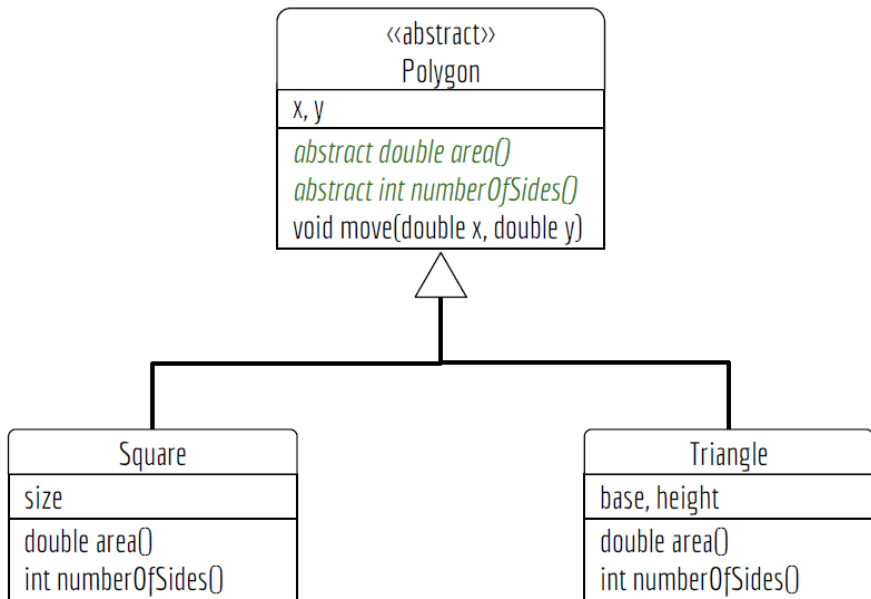 «abstract»
Polygon
x, y
abstract double area()
abstract int numberOfSides()
void move(double x, double y)
Square
size
double area()
int numberOfSides()
Triangle
base, height
double area()
int numberOfSides()